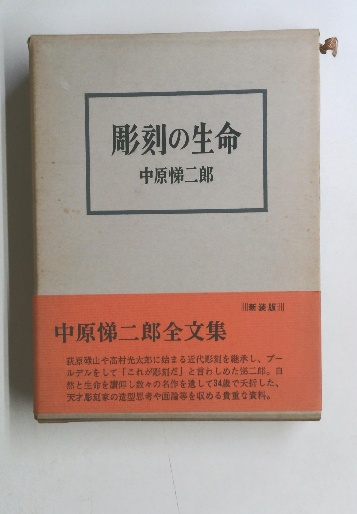 彫刻の生命
中原悌二郎
新装版
中原悌二郎全文集
荻原碌山や高村光太郎に始まる近代彫刻を継承し、ブー
ルデルをして「これが彫刻だ」と言わしめた悌二郎。自
然と生命を讃仰し数々の名作を遺して34歳で夭折した、
天才彫刻家の造型思考や画論等を収める貴重な資料。